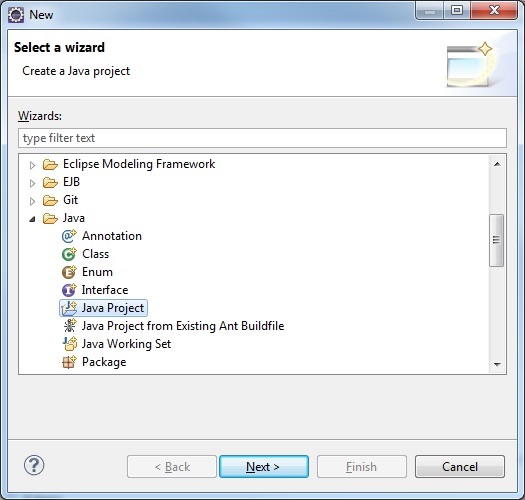 New
Select a wizard
Create a Java project
Wizards:
type filter text
Eclipse Modeling Framework
EJB
Git
Java
Annotation
Class
Enum
Interface
Java Project
Java Project from Existing Ant Buildfile
Java Working Set
Package
? < Back Next > Finish Cancel